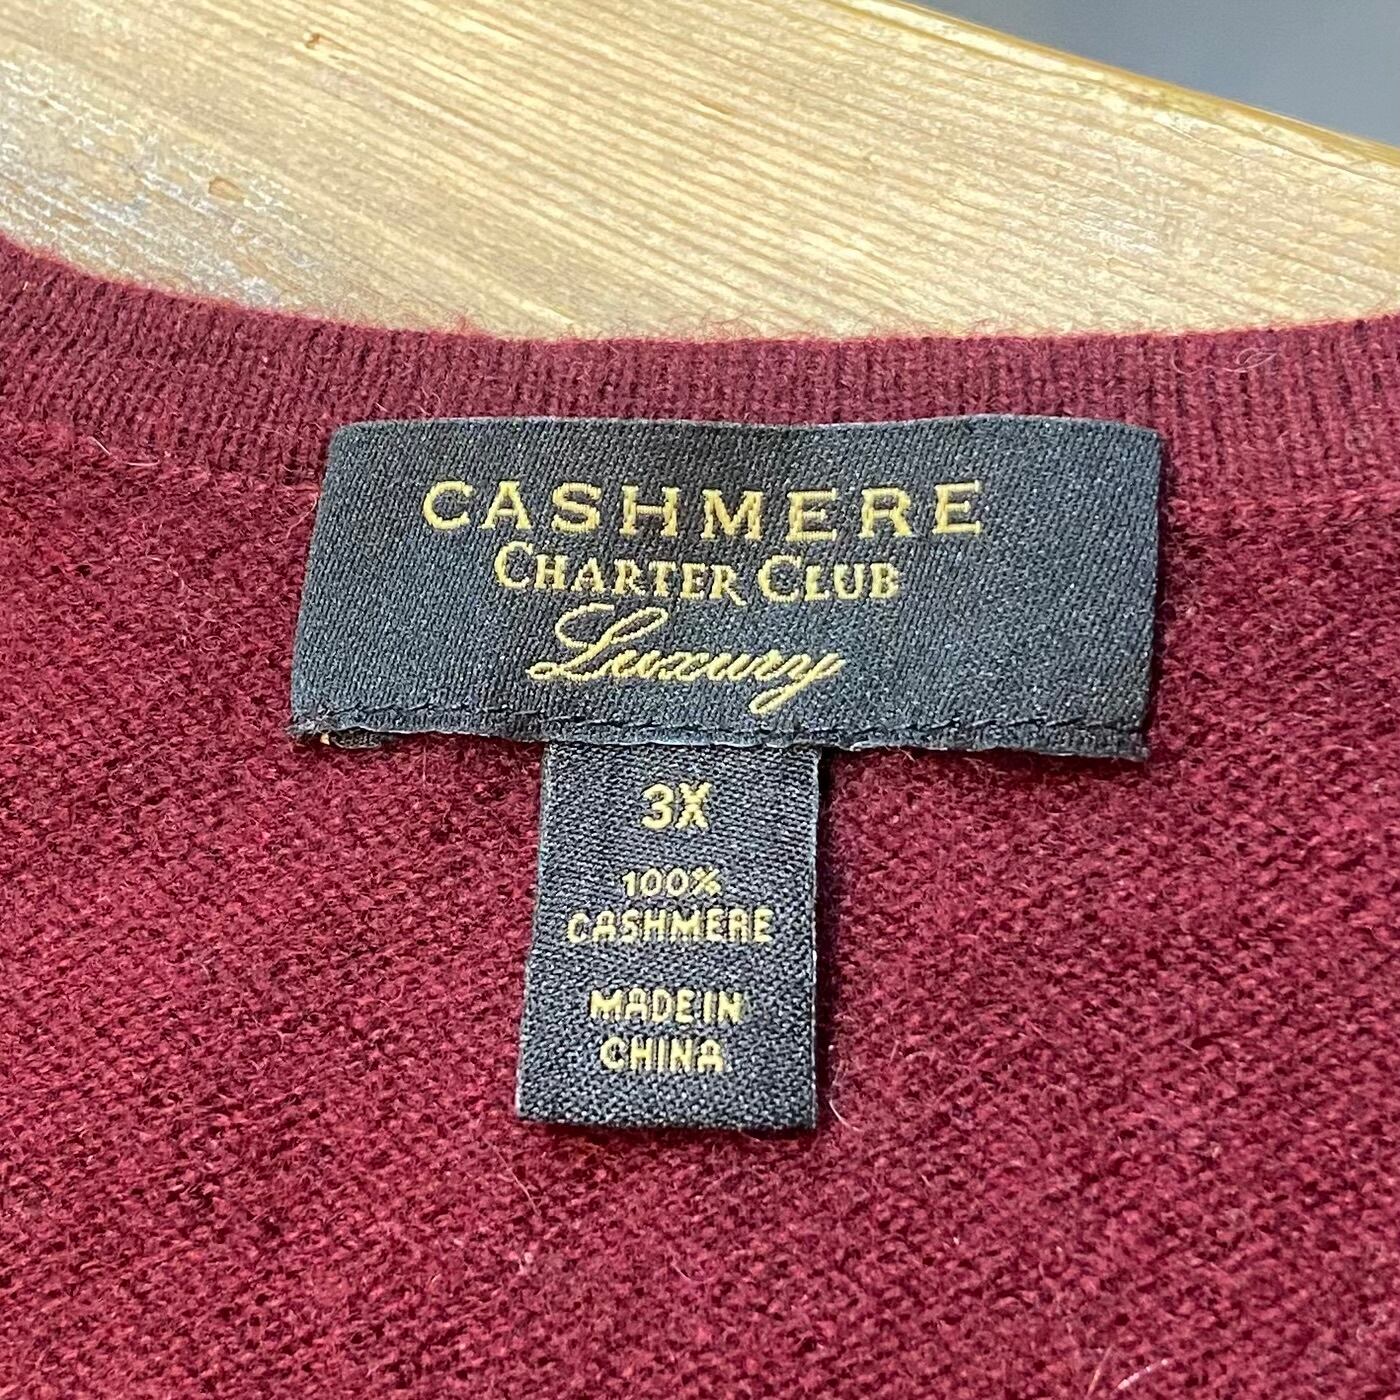 CASHMERE
CHARTER CLUB
Luxury
3X
100%
CASHMERE
MADE IN
CHINA